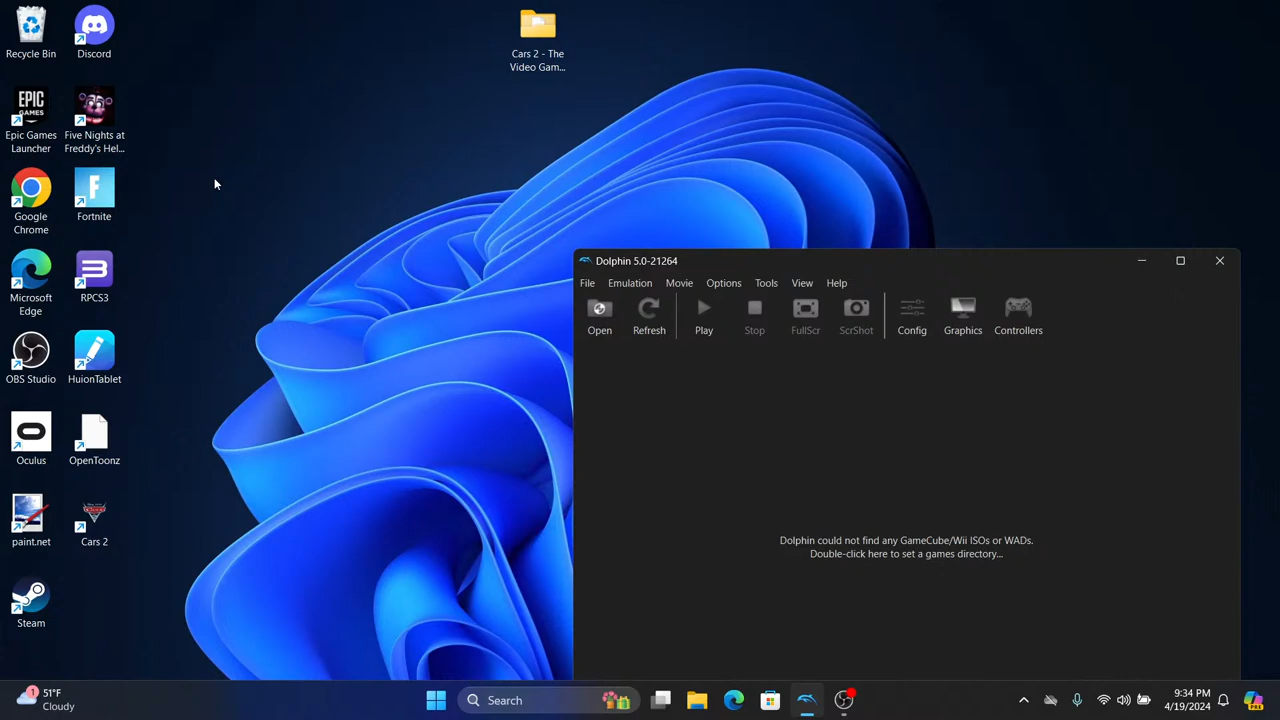 Recycle Bin
Discord
Cars 2 - The
Video Gam...
EPIC
GAMES
Epic Games
Launcher
Five Nights at
Freddy's Hel...
Google
Chrome
F
Fortnite
Microsoft
Edge
RPCS3
OBS Studio
HuionTablet
Oculus
OpenToonz
paint.net
Cars 2
Steam
Dolphin 5.0-21264
File
Emulation
Movie
Options
Tools
View
Help
Open
Refresh
Play
Stop
FullScr
ScrShot
Config
Graphics
Controllers
Dolphin could not find any GameCube/Wii ISOs or WADs.
Double-click here to set a games directory...
1
51°F
Cloudy
Search
9:34 PM
4/19/2024
PRE